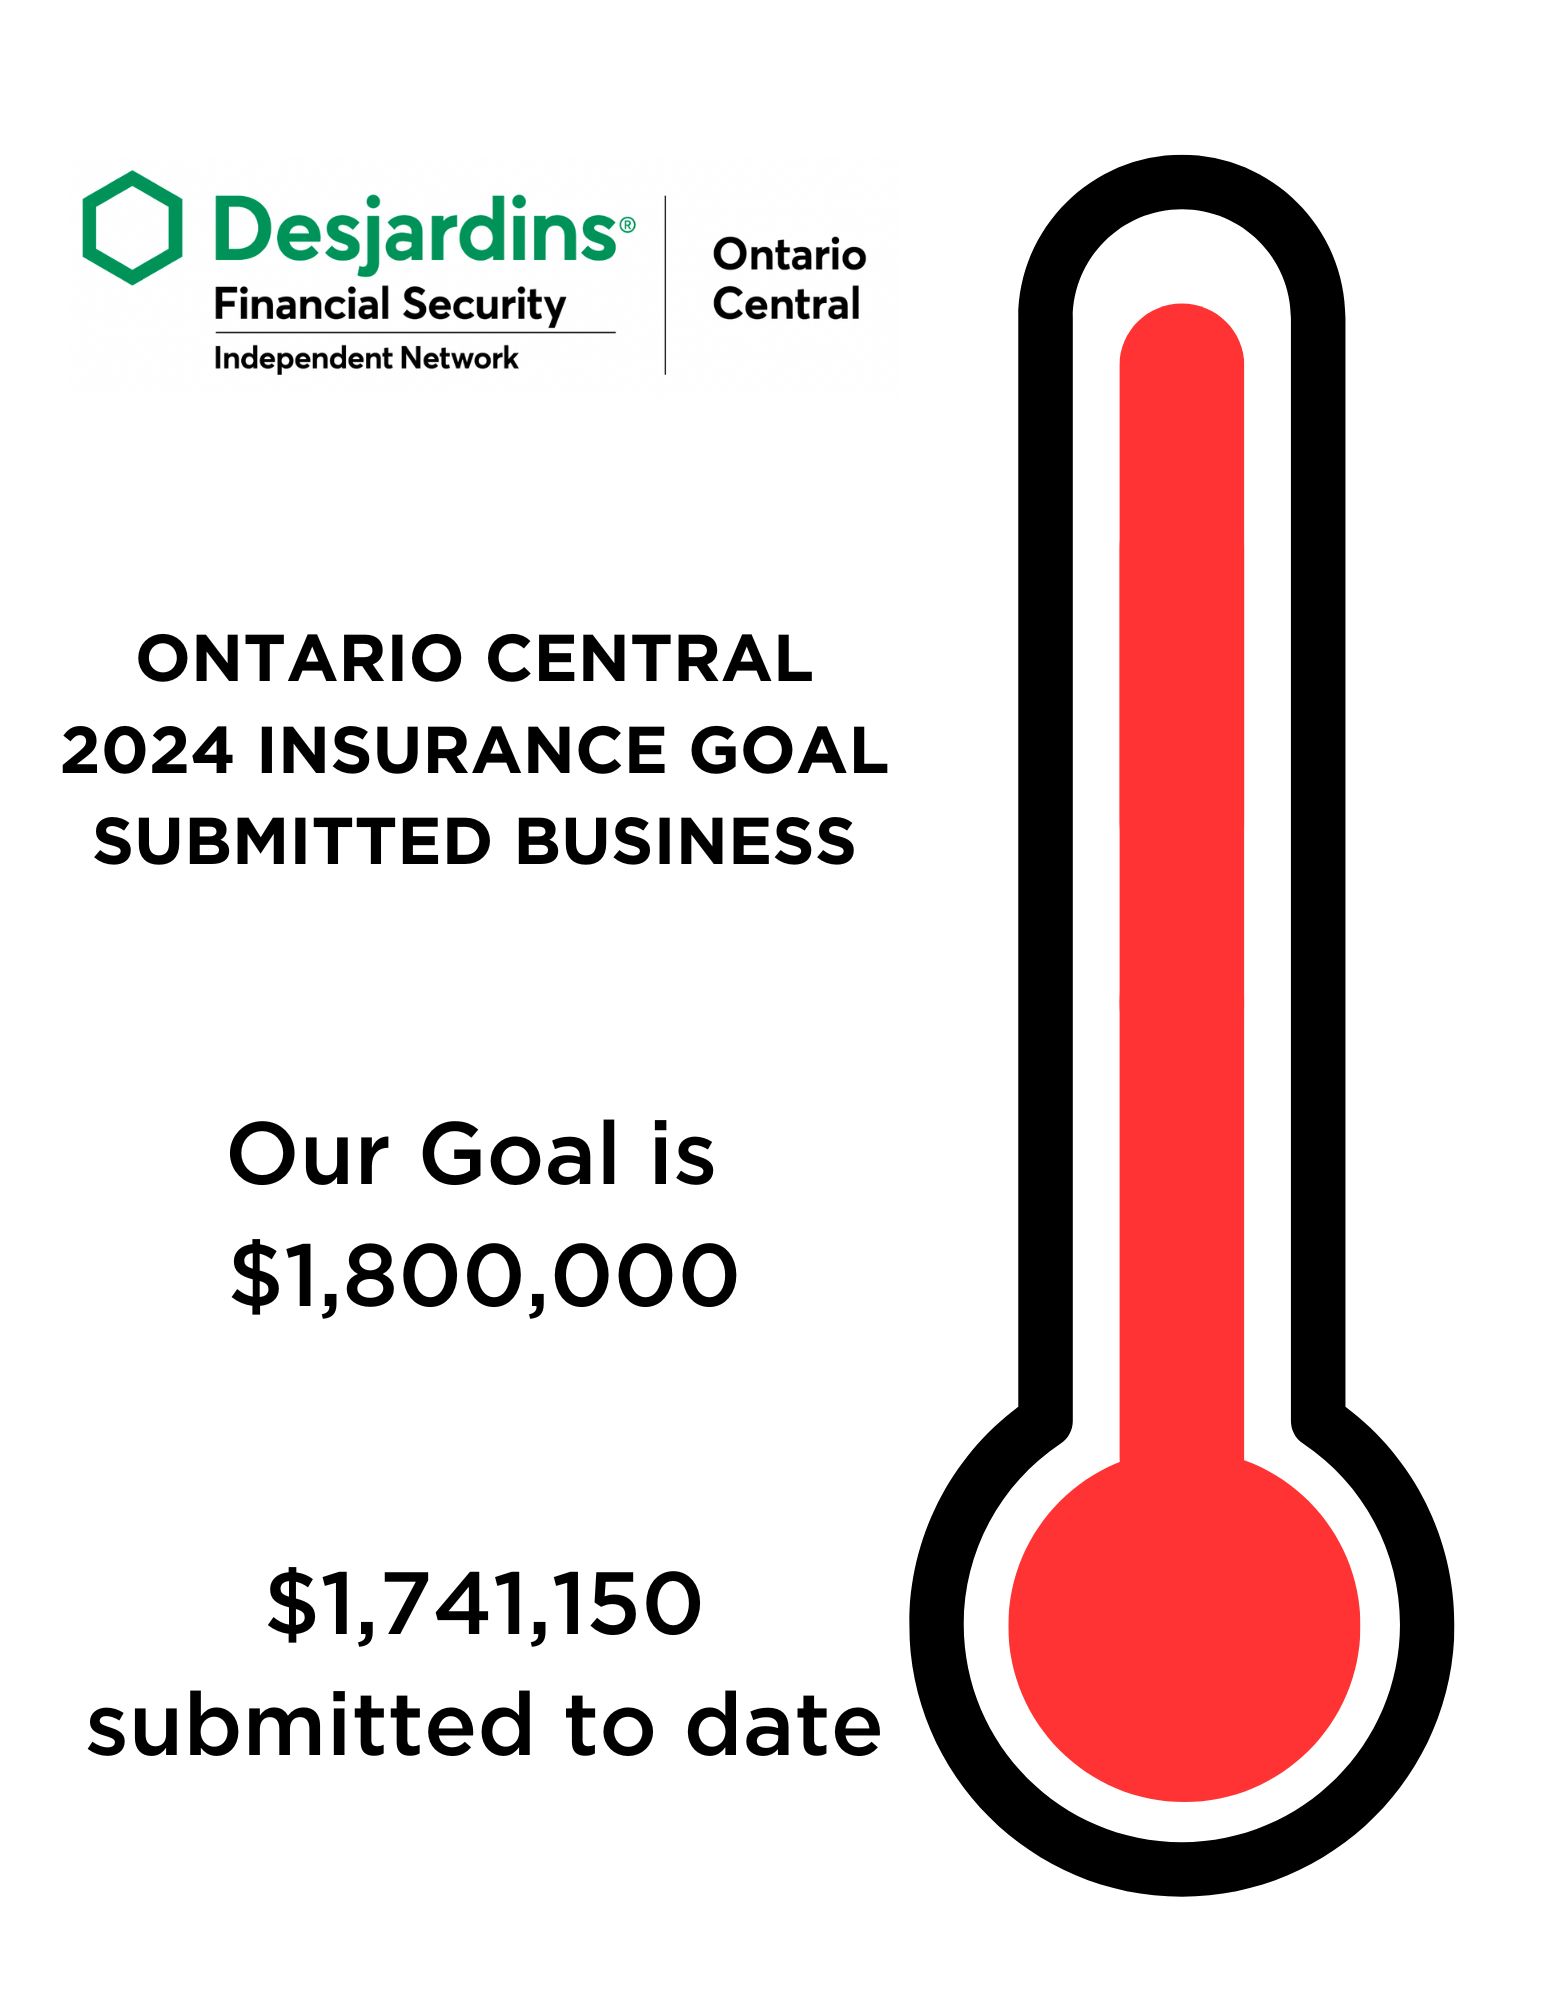 Desjardins®
Financial Security
Independent Network
Ontario
Central
ONTARIO CENTRAL
2024 INSURANCE GOAL
SUBMITTED BUSINESS
Our Goal is
$1,800,000
$1,741,150
submitted to date